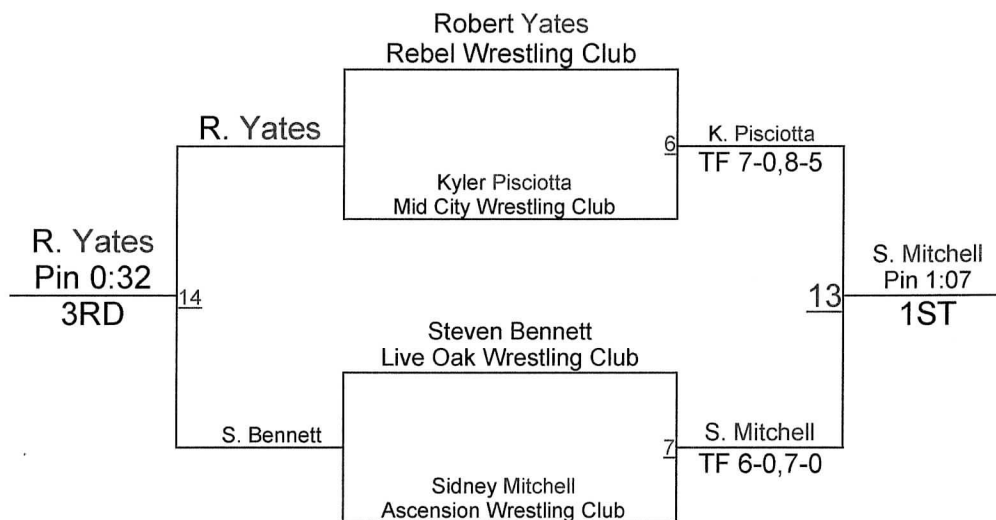 Robert Yates
Rebel Wrestling Club
R. Yates
6
K. Pisciotta
TF 7-0,8-5
Kyler Pisciotta
Mid City Wrestling Club
R. Yates
Pin 0:32
3RD
14
S. Mitchell
Pin 1:07
1ST
13
Steven Bennett
Live Oak Wrestling Club
S. Bennett
7
S. Mitchell
TF 6-0,7-0
Sidney Mitchell
Ascension Wrestling Club